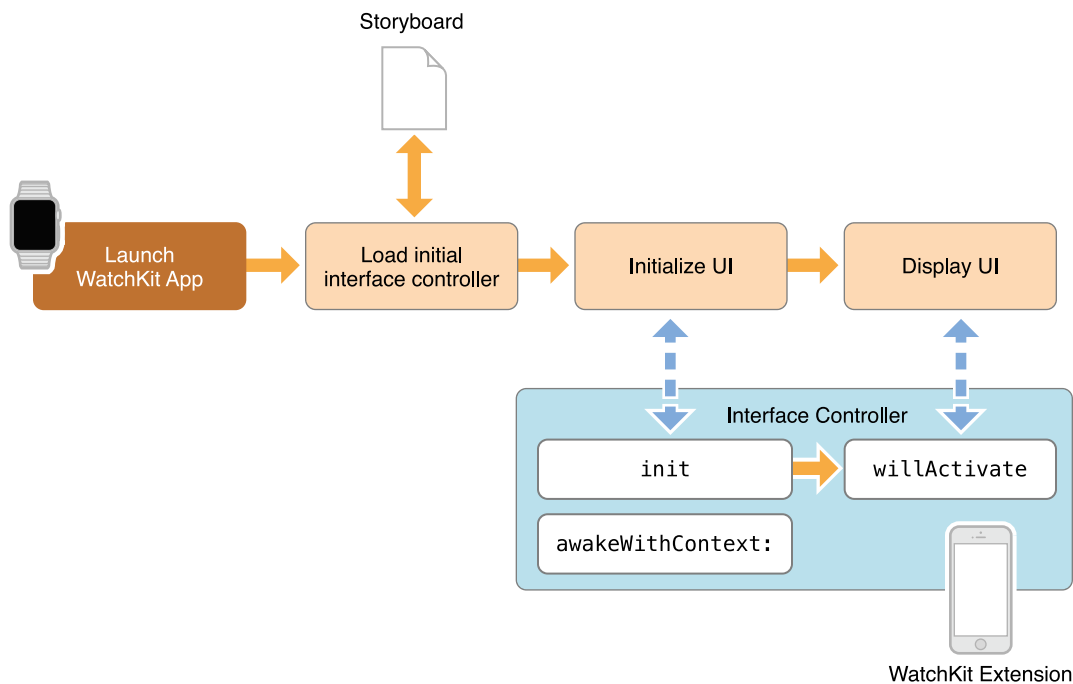 Storyboard
Launch
WatchKit App
Load initial
interface controller
Initialize UI
Display UI
Interface Controller
init
willActivate
awakeWithContext:
WatchKit Extension